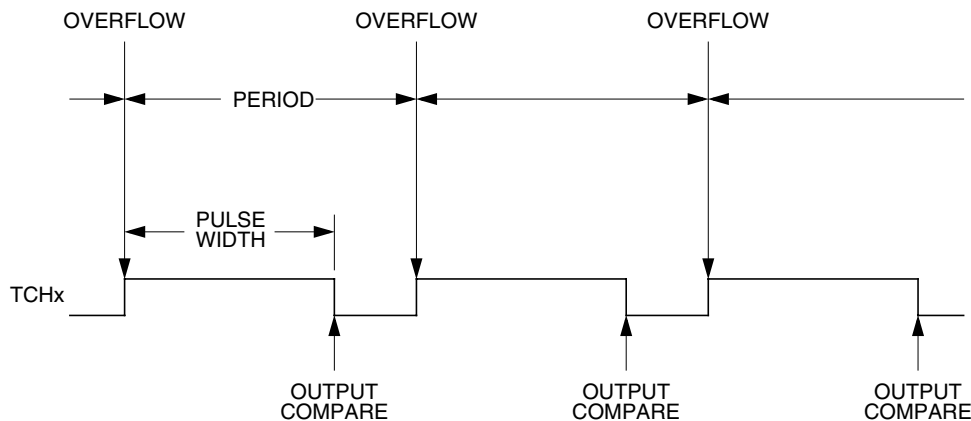 OVERFLOW OVERFLOW OVERFLOW
PERIOD
PULSE
WIDTH
TCHx
OUTPUT
COMPARE
OUTPUT
COMPARE
OUTPUT
COMPARE